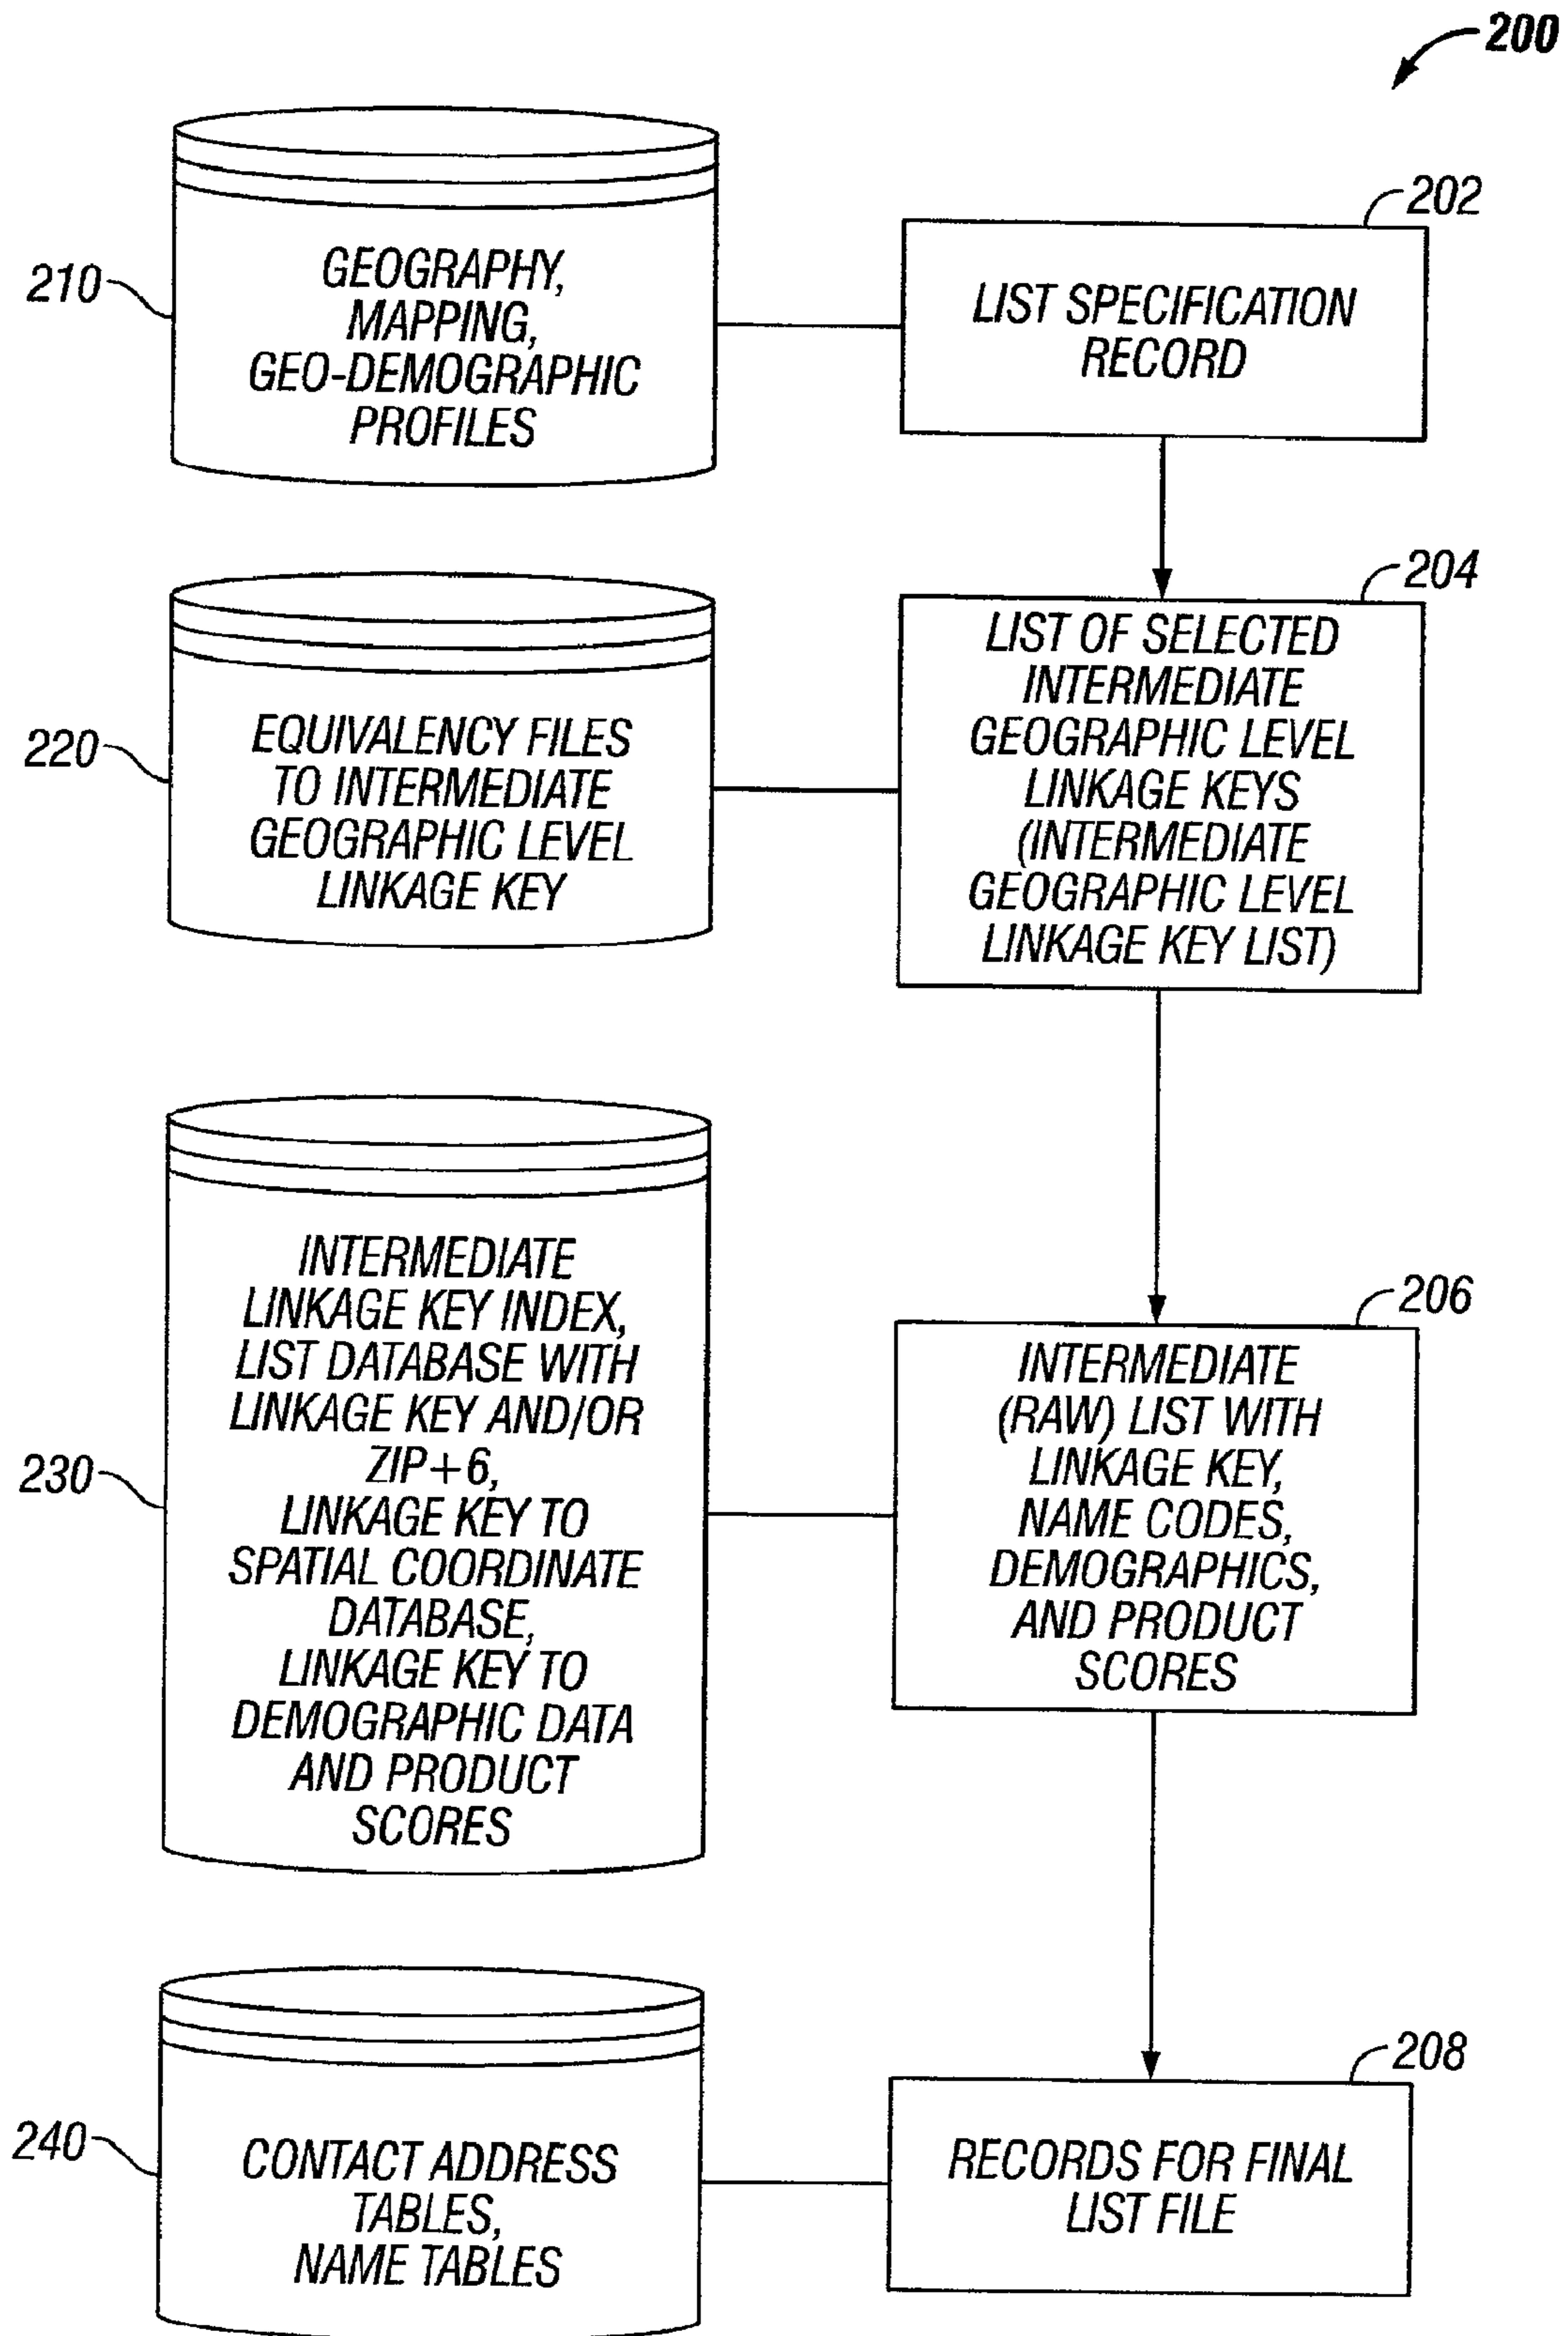 200
210
GEOGRAPHY,
MAPPING,
GEO-DEMOGRAPHIC
PROFILES
202
LIST SPECIFICATION
RECORD
220
EQUIVALENCY FILES
TO INTERMEDIATE
GEOGRAPHIC LEVEL
LINKAGE KEY
204
LIST OF SELECTED
INTERMEDIATE
GEOGRAPHIC LEVEL
LINKAGE KEYS
(INTERMEDIATE
GEOGRAPHIC LEVEL
LINKAGE KEY LIST)
230
INTERMEDIATE
LINKAGE KEY INDEX,
LIST DATABASE WITH
LINKAGE KEY AND/OR
ZIP+6,
LINKAGE KEY TO
SPATIAL COORDINATE
DATABASE,
LINKAGE KEY TO
DEMOGRAPHIC DATA
AND PRODUCT
SCORES
206
INTERMEDIATE
(RAW) LIST WITH
LINKAGE KEY,
NAME CODES,
DEMOGRAPHICS,
AND PRODUCT
SCORES
240
CONTACT ADDRESS
TABLES,
NAME TABLES
208
RECORDS FOR FINAL
LIST FILE